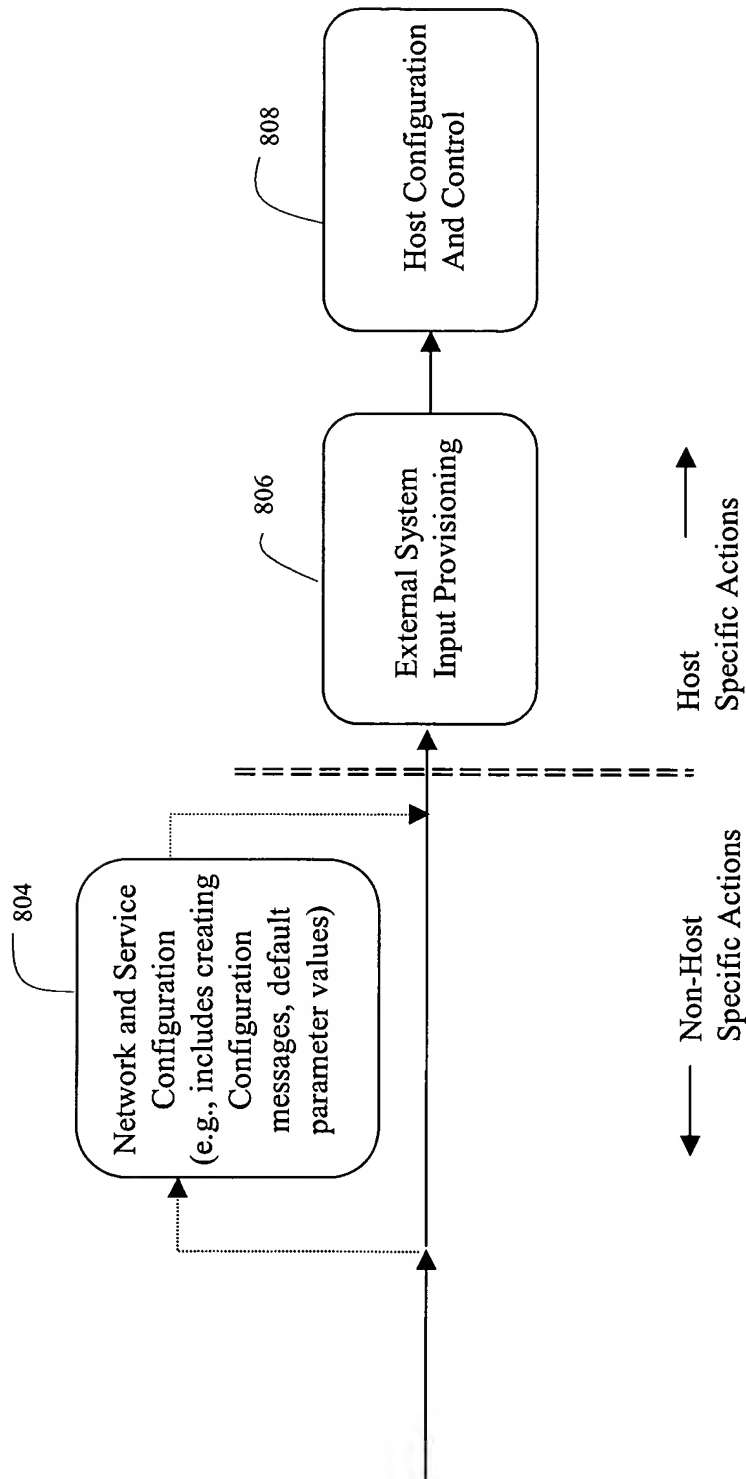 804
Network and Service
Configuration
(e.g., includes creating
Configuration
messages, default
parameter values)
806
External System
Input Provisioning
808
Host Configuration
And Control
Non-Host
Specific Actions
Host
Specific Actions